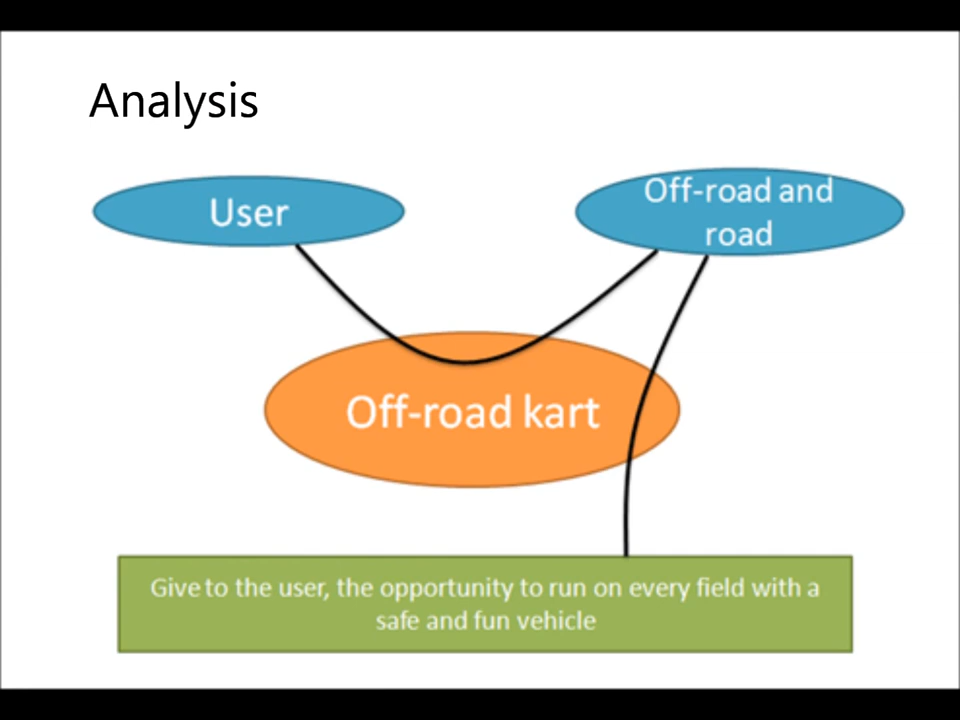 Analysis
User
Off-road and
road
Off-road kart
Give to the user, the opportunity to run on every field with a
safe and fun vehicle